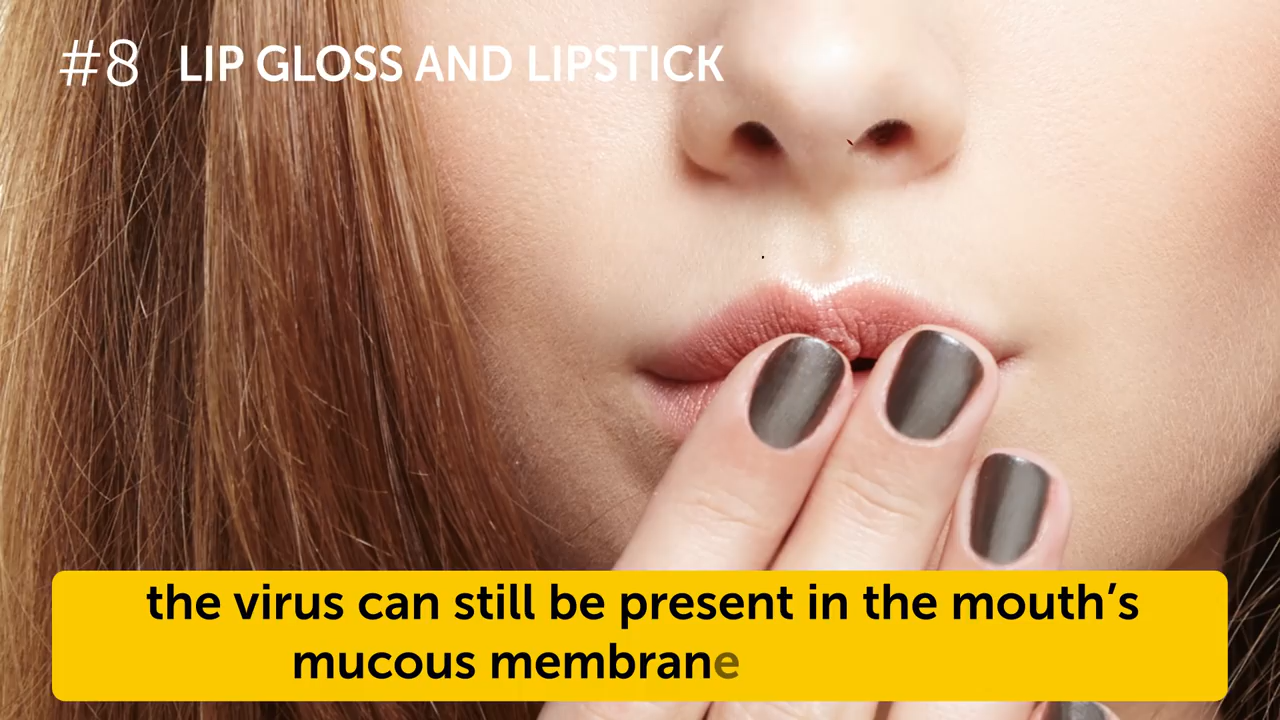 #8 LIP GLOSS AND LIPSTICK
the virus can still be present in the mouth’s
mucous membrane